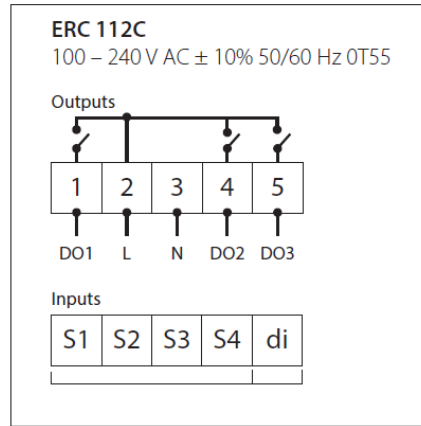 ERC 112C
100 – 240 V AC ± 10% 50/60 Hz 0T55
Outputs
1 2 3 4 5
DO1 L N DO2 DO3
Inputs
S1 S2 S3 S4 di